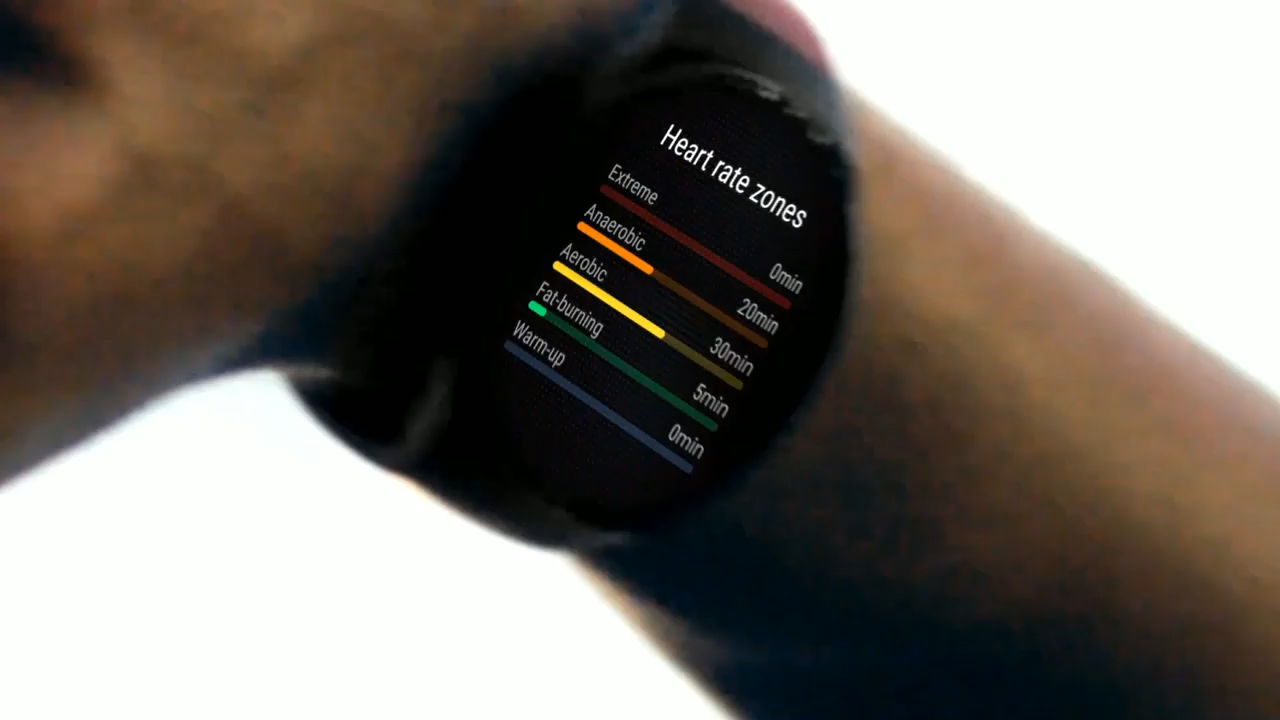 Heart rate zones
Extreme 0min
Anaerobic 20min
Aerobic 30min
Fat-burning 5min
Warm-up 0min